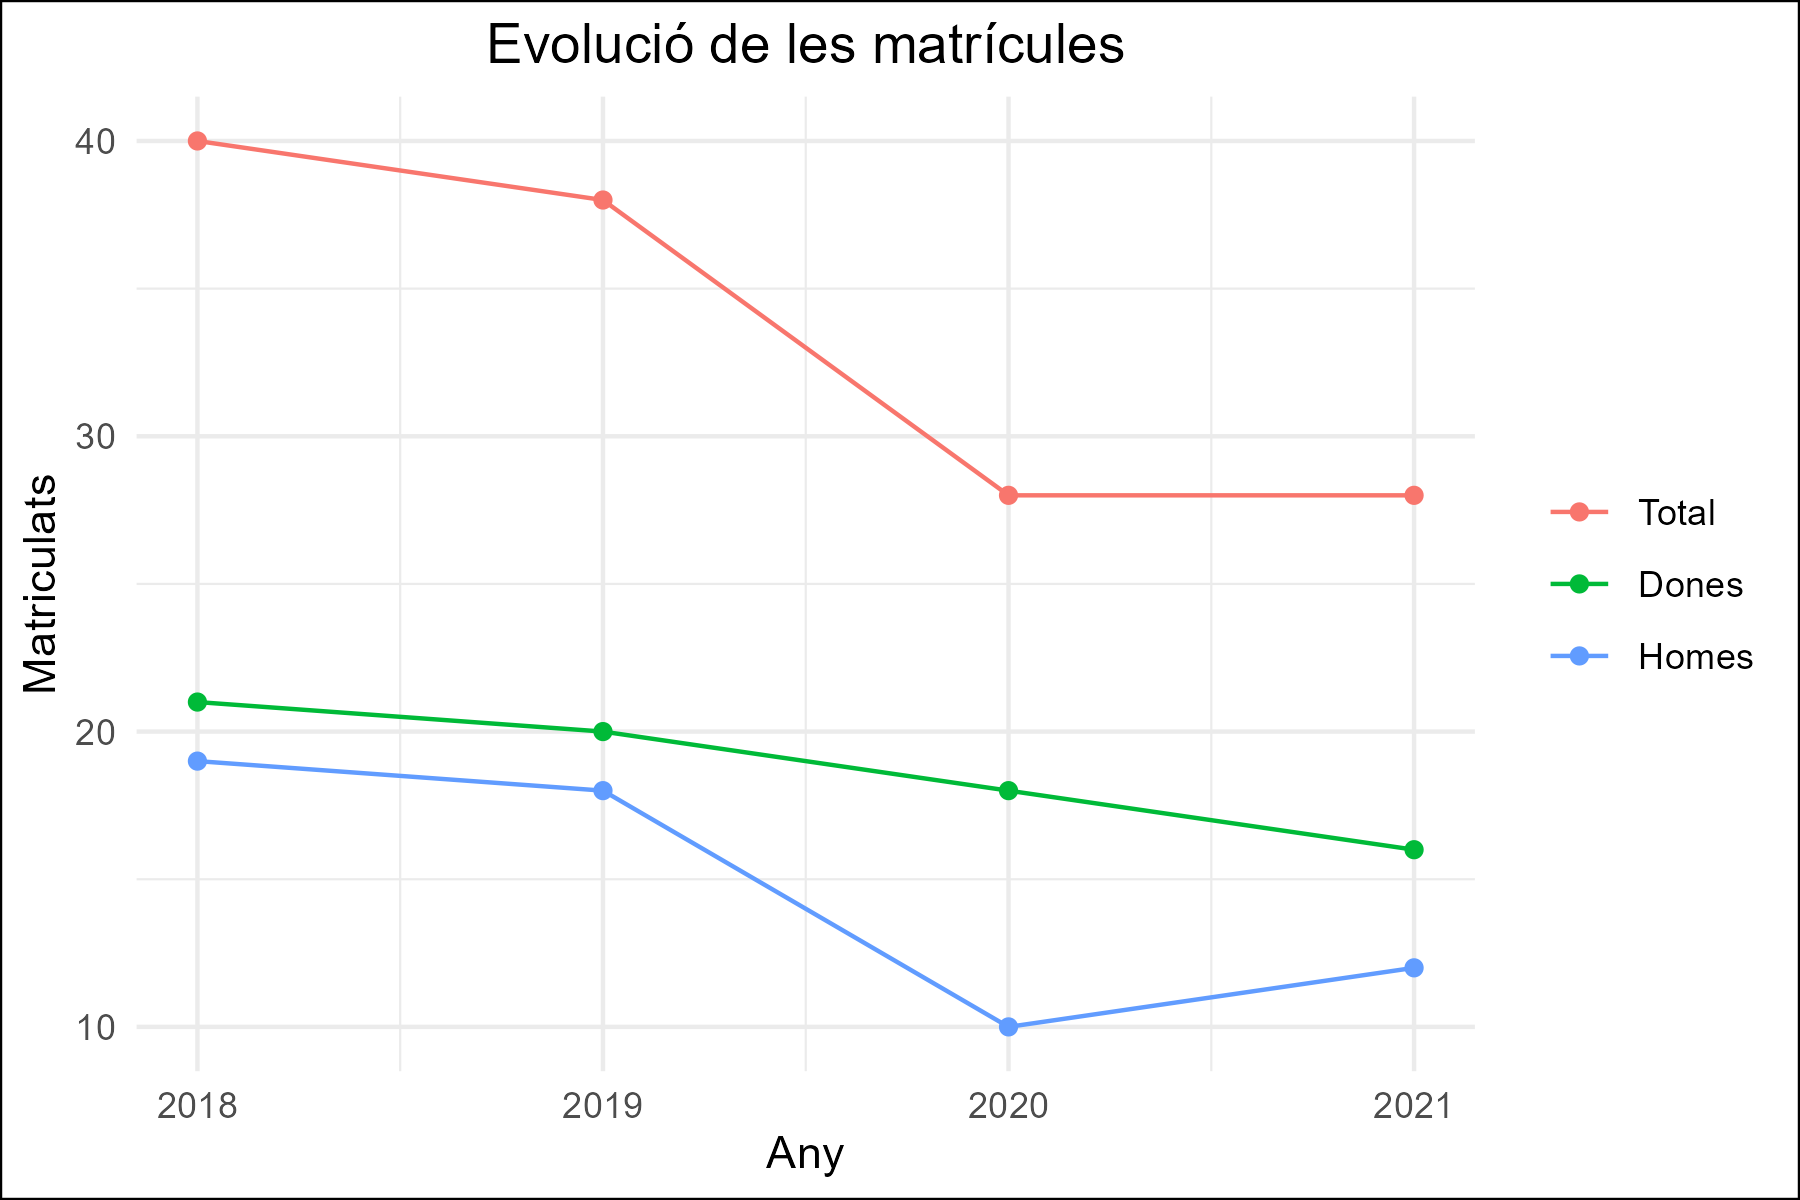 Evolució de les matrícules
40
30
20
10
Matriculats
2018 2019 2020 2021
Any
Total
Dones
Homes